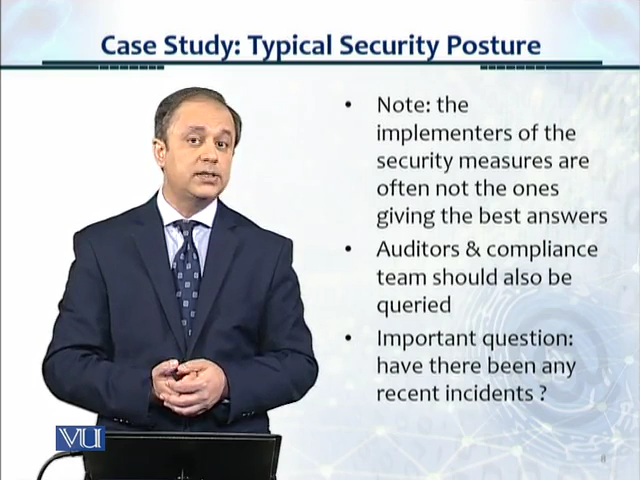 Case Study: Typical Security Posture
• Note: the
implementers of the
security measures are
often not the ones
giving the best answers
• Auditors & compliance
team should also be
queried
• Important question:
have there been any
recent incidents ?
VU
8